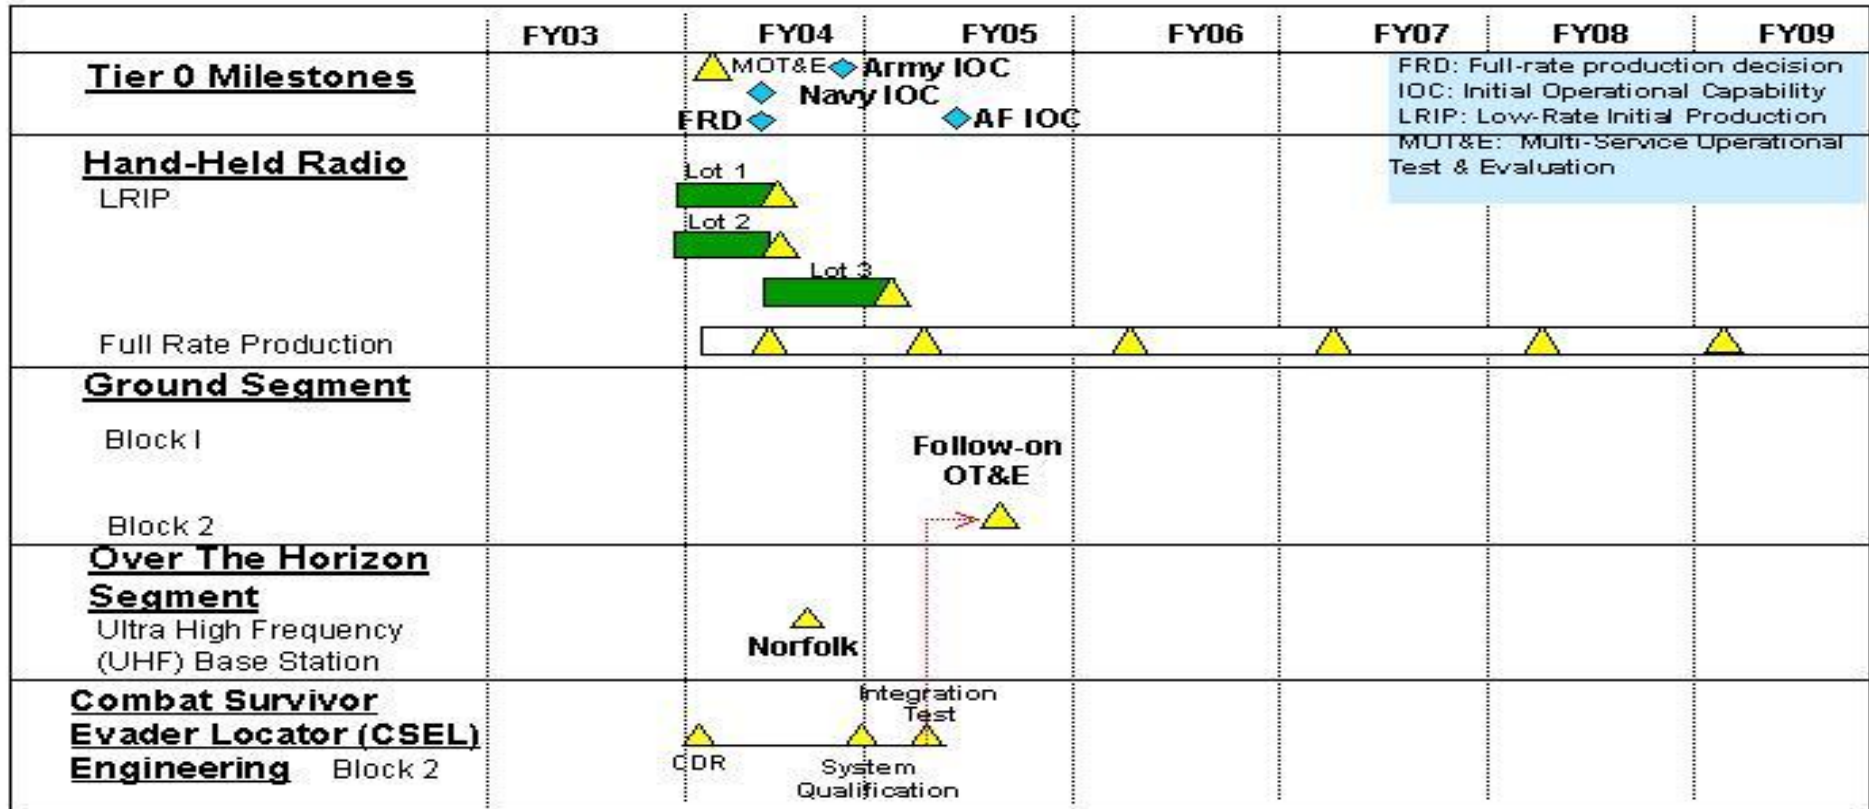 FY03 FY04 FY05 FY06 FY07 FY08 FY09
Tier 0 Milestones
MOT&E Army IOC
Navy IOC
FRD AF IOC
FRD: Full-rate production decision
IOC: Initial Operational Capability
LRIP: Low-Rate Initial Production
MOT&E: Multi-Service Operational
Test & Evaluation
Hand-Held Radio
LRIP
Lot 1
Lot 2
Lot 3
Full Rate Production
Ground Segment
Block I
Follow-on
OT&E
Block 2
Over The Horizon
Segment
Ultra High Frequency
(UHF) Base Station
Norfolk
Combat Survivor
Evader Locator (CSEL)
Engineering Block 2
Integration
Test
CDR
System
Qualification